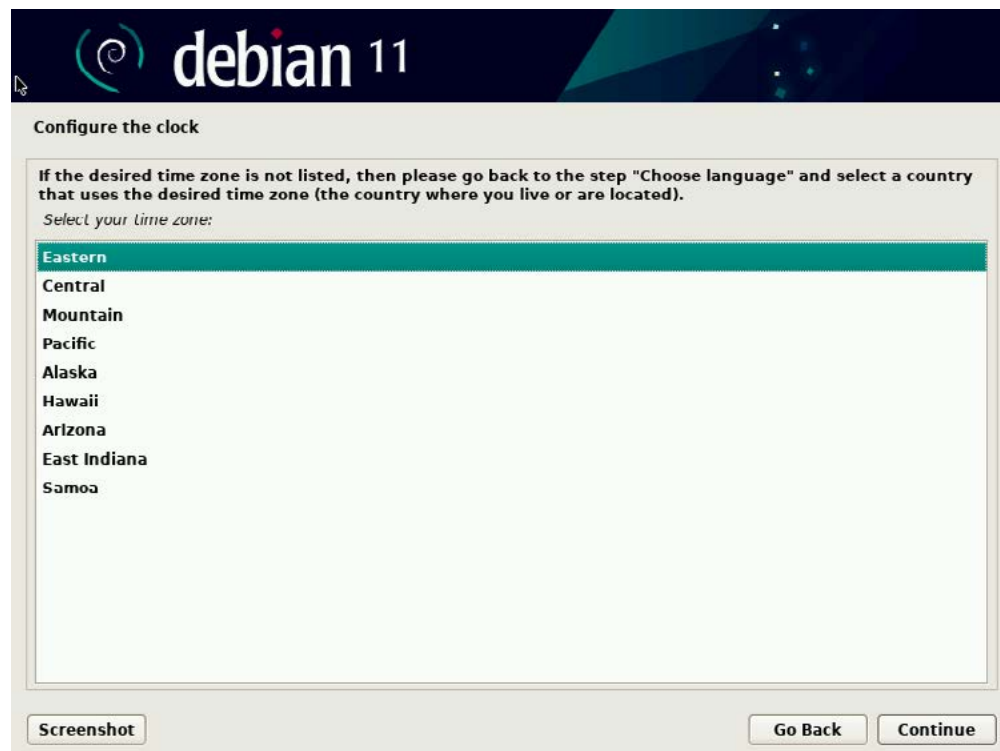 debian 11
Configure the clock
If the desired time zone is not listed, then please go back to the step "Choose language" and select a country
that uses the desired time zone (the country where you live or are located).
Select your time zone:
Eastern
Central
Mountain
Pacific
Alaska
Hawaii
Arizona
East Indiana
Samoa
Screenshot
Go Back
Continue